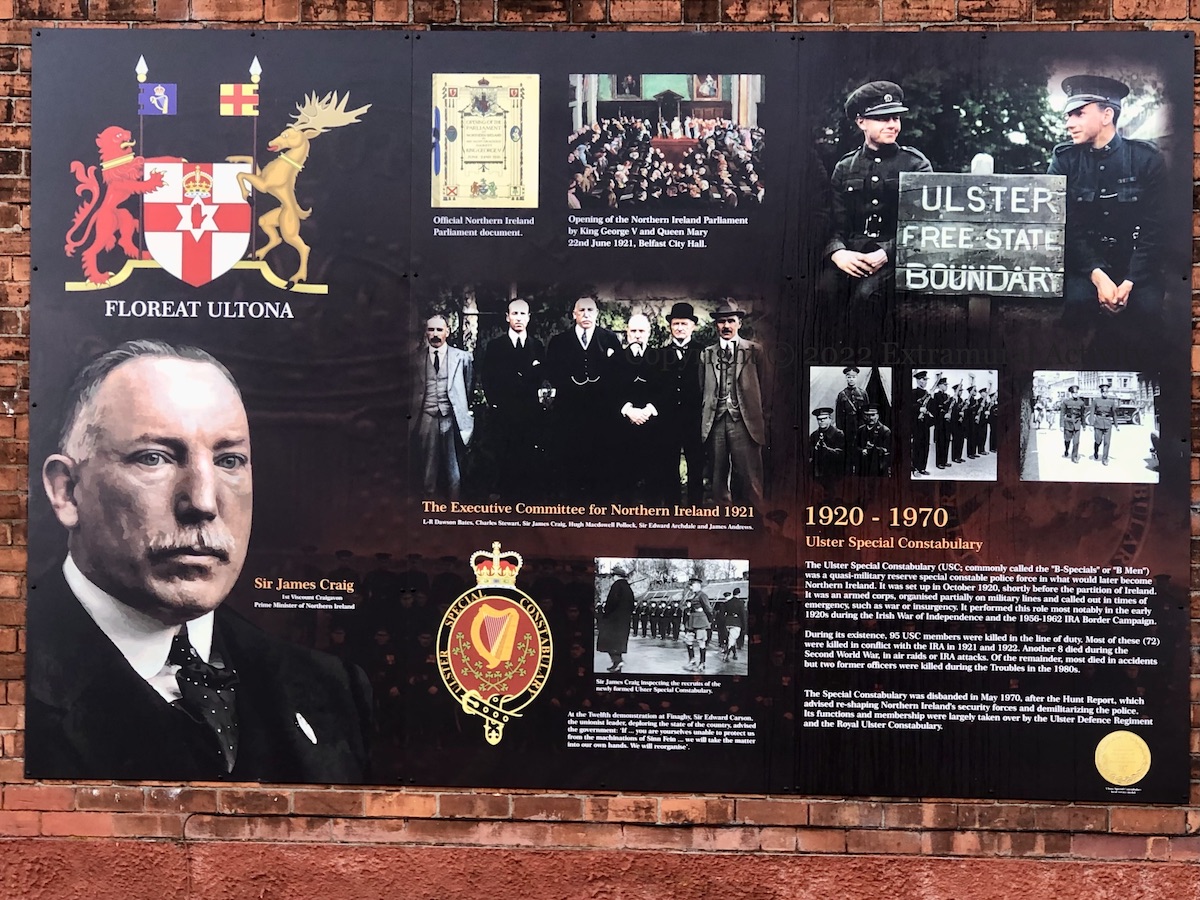 FLOREAT ULTONA
OPENING OF THE
PARLIAMENT
Official Northern Ireland
Parliament document.
Opening of the Northern Ireland Parliament
by King George V and Queen Mary
22nd June 1921, Belfast City Hall.
ULSTER
FREE-STATE
BOUNDARY
Copyright © 2022 Extramural Activity
The Executive Committee for Northern Ireland 1921
L-R Dawson Bates, Charles Stewart, Sir James Craig, Hugh Macdowell Pollock, Sir Edward Archdale and James Andrews.
Sir James Craig
1st Viscount Craigavon
Prime Minister of Northern Ireland
ULSTER SPECIAL CONSTABULARY
Sir James Craig inspecting the recruits of the
newly formed Ulster Special Constabulary.
At the Twelfth demonstration at Finaghy, Sir Edward Carson,
the unionist leader, deploring the state of the country, advised
the government: 'If ... you are yourselves unable to protect us
from the machinations of Sinn Fein ... we will take the matter
into our own hands. We will reorganise'.
1920 - 1970
Ulster Special Constabulary
The Ulster Special Constabulary (USC; commonly called the "B-Specials" or "B Men")
was a quasi-military reserve special constable police force in what would later become
Northern Ireland. It was set up in October 1920, shortly before the partition of Ireland.
It was an armed corps, organised partially on military lines and called out in times of
emergency, such as war or insurgency. It performed this role most notably in the early
1920s during the Irish War of Independence and the 1956-1962 IRA Border Campaign.
During its existence, 95 USC members were killed in the line of duty. Most of these (72)
were killed in conflict with the IRA in 1921 and 1922. Another 8 died during the
Second World War, in air raids or IRA attacks. Of the remainder, most died in accidents
but two former officers were killed during the Troubles in the 1980s.
The Special Constabulary was disbanded in May 1970, after the Hunt Report, which
advised re-shaping Northern Ireland's security forces and demilitarizing the police.
Its functions and membership were largely taken over by the Ulster Defence Regiment
and the Royal Ulster Constabulary.